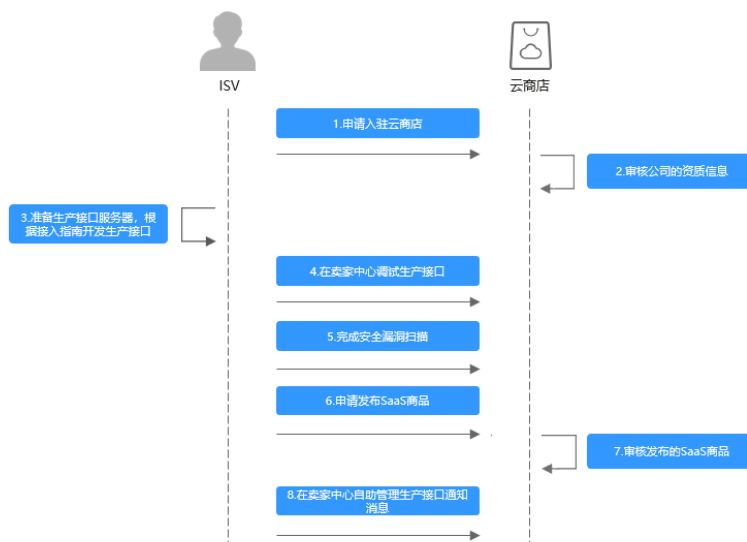 ISV
云商店
1.申请入驻云商店
2.审核公司的资质信息
3.准备生产接口服务器，根
据接入指南开发生产接口
4.在卖家中心调试生产接口
5.完成安全漏洞扫描
6.申请发布SaaS商品
7.审核发布的SaaS商品
8.在卖家中心自助管理生产接口通知
消息